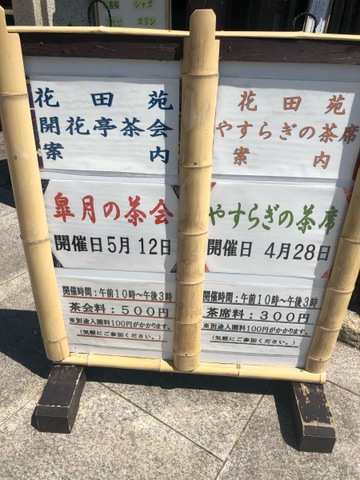 シャガ
カリン
花田苑
開花亭茶会
案内
皐月の茶会
開催日5月12日
開催時間:午前10時〜午後3時
茶会料:500円
※別途入園料100円がかかります。
(気軽にご参加ください。)
花田苑
やすらぎの茶席
案内
やすらぎの茶席
開催日 4月28日
開催時間:午前10時〜午後3時
茶席料:300円
※別途入園料100円がかかります。
(気軽にご参加ください。)